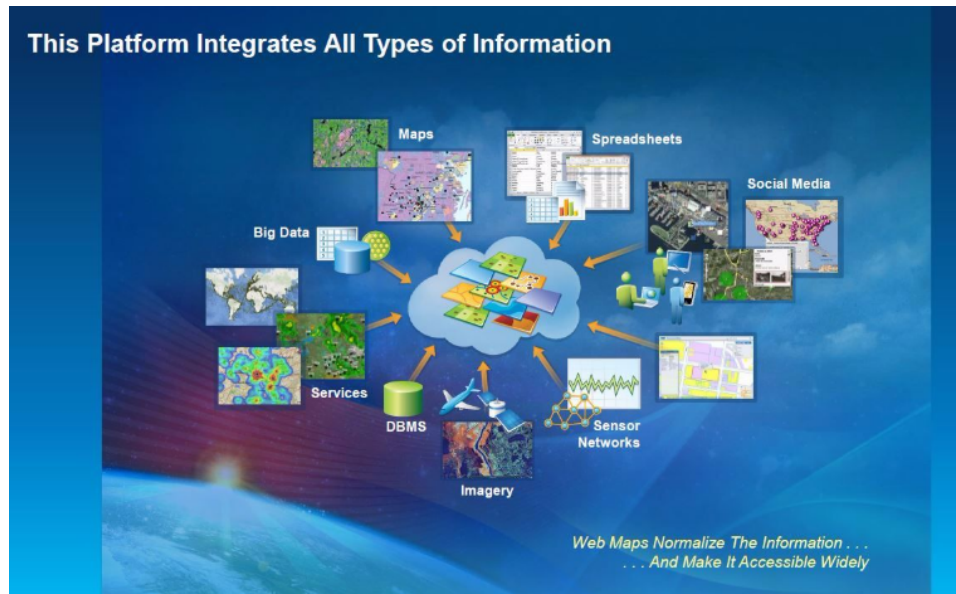 This Platform Integrates All Types of Information
Maps
Spreadsheets
Social Media
Big Data
Services
DBMS
Sensor
Networks
Imagery
Web Maps Normalize The Information . . .
. . . And Make It Accessible Widely